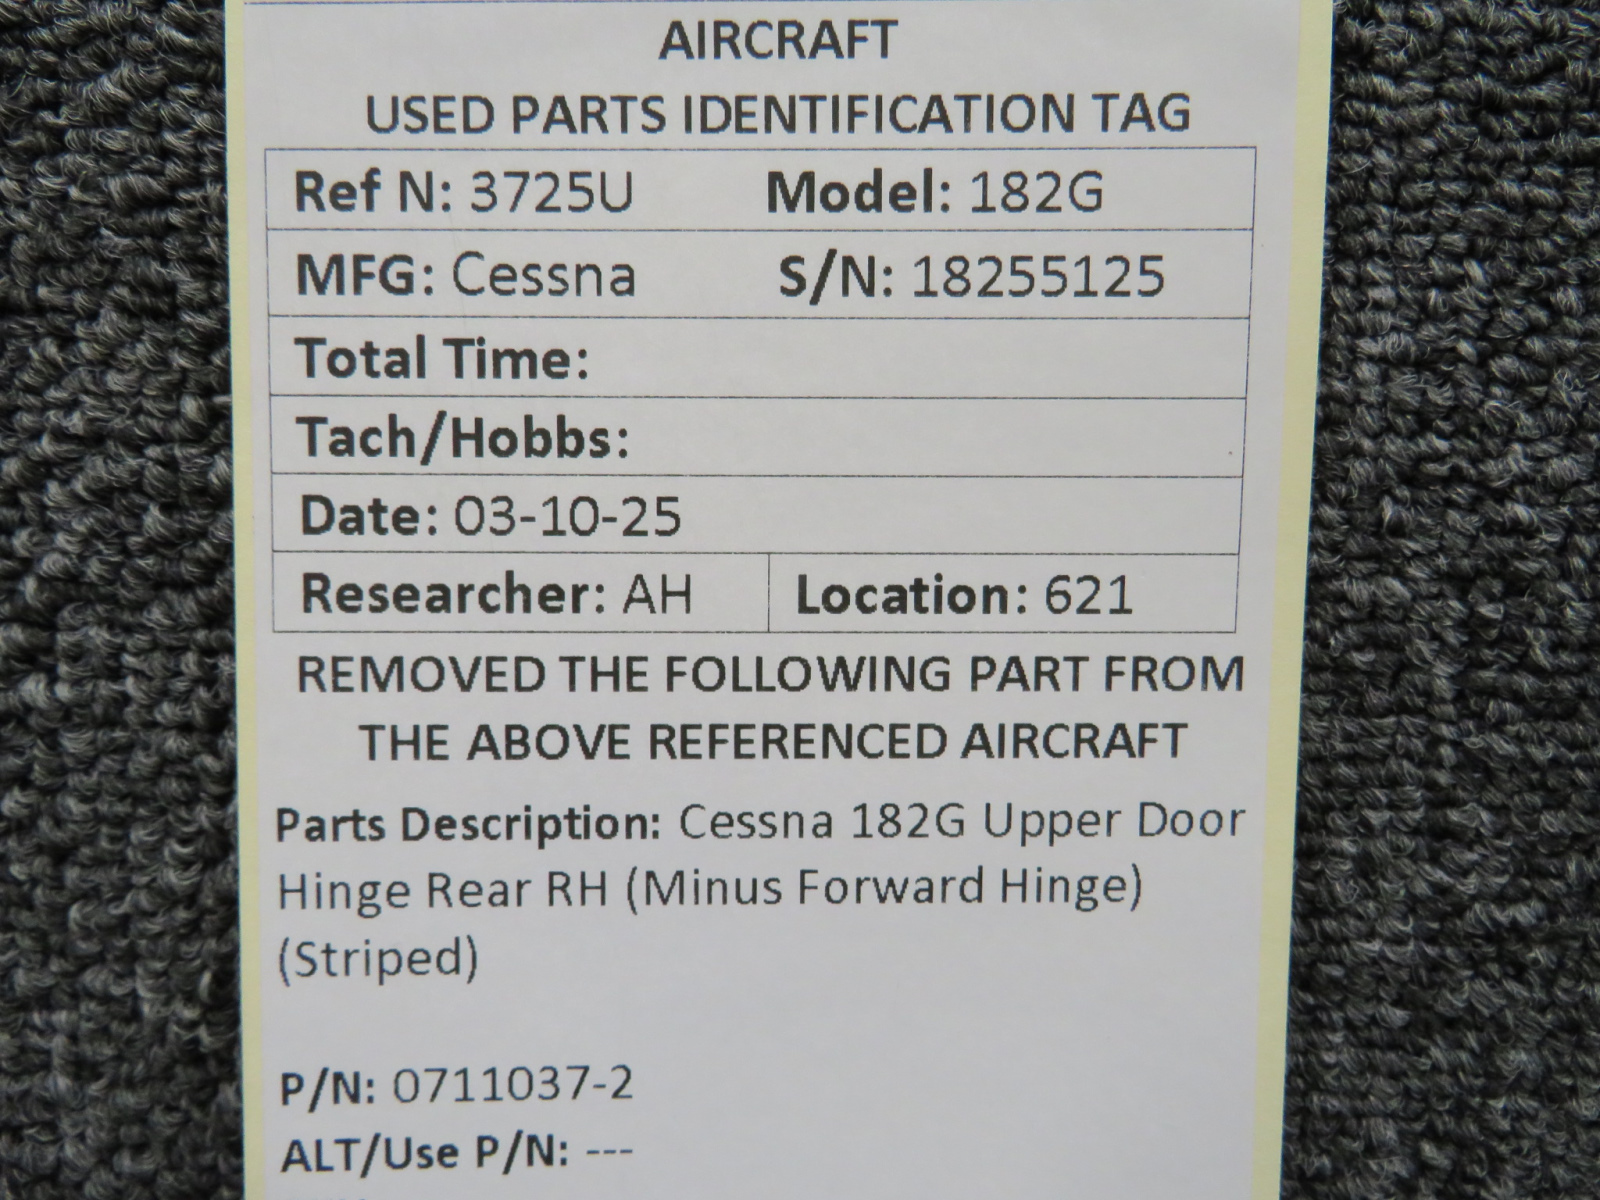 AIRCRAFT
USED PARTS IDENTIFICATION TAG
Ref N: 3725U Model: 182G
MFG: Cessna S/N: 18255125
Total Time:
Tach/Hobbs:
Date: 03-10-25
Researcher: AH Location: 621
REMOVED THE FOLLOWING PART FROM
THE ABOVE REFERENCED AIRCRAFT
Parts Description: Cessna 182G Upper Door
Hinge Rear RH (Minus Forward Hinge)
(Striped)
P/N: 0711037-2
ALT/Use P/N: ---